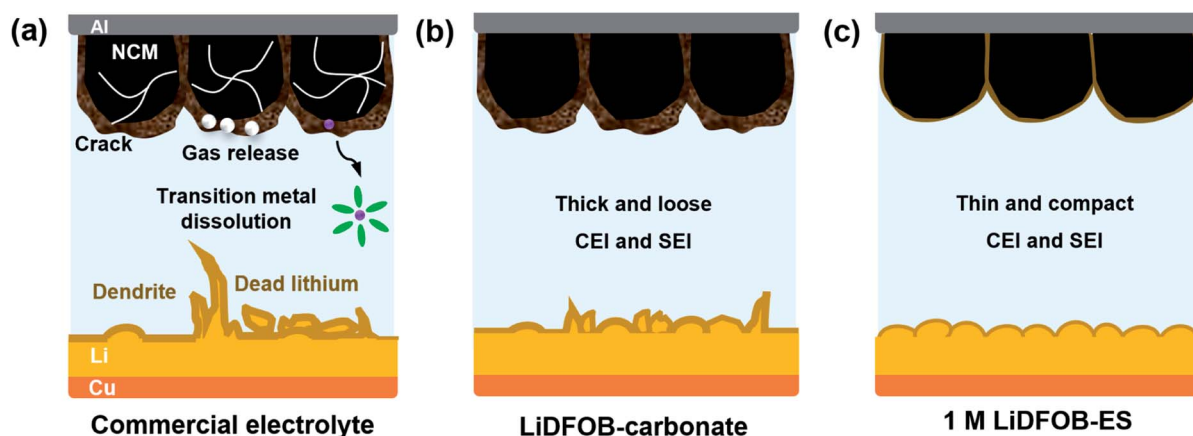 (a)
Al
NCM
Crack
Gas release
Transition metal
dissolution
Dendrite
Dead lithium
Li
Cu
Commercial electrolyte
(b)
Thick and loose
CEI and SEI
LiDFOB-carbonate
(c)
Thin and compact
CEI and SEI
1 M LiDFOB-ES